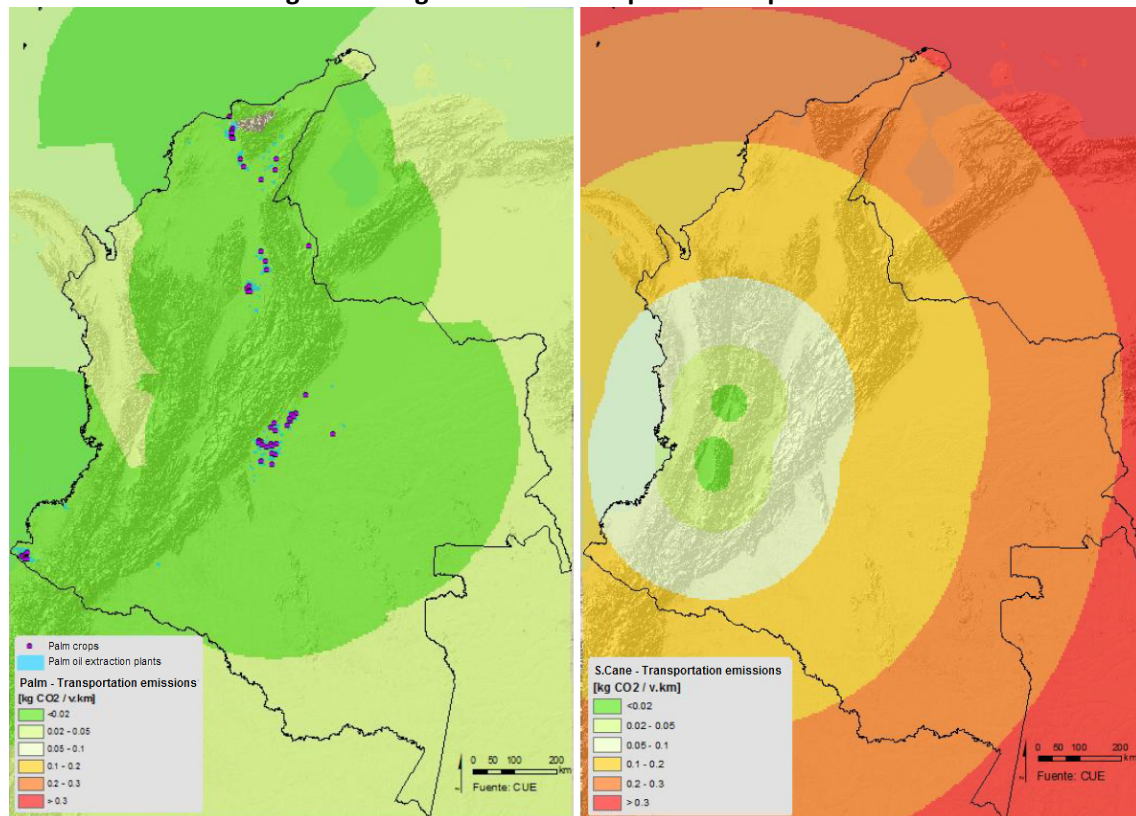 Palm crops
Palm oil extraction plants
Palm - Transportation emissions
[kg CO2 / v.km]
<0.02
0.02 - 0.05
0.05 - 0.1
0.1 - 0.2
0.2 - 0.3
> 0.3
0 50 100 200
km
Fuente: CUE
S.Cane - Transportation emissions
[kg CO2 / v.km]
<0.02
0.02 - 0.05
0.05 - 0.1
0.1 - 0.2
0.2 - 0.3
> 0.3
0 50 100 200
km
Fuente: CUE